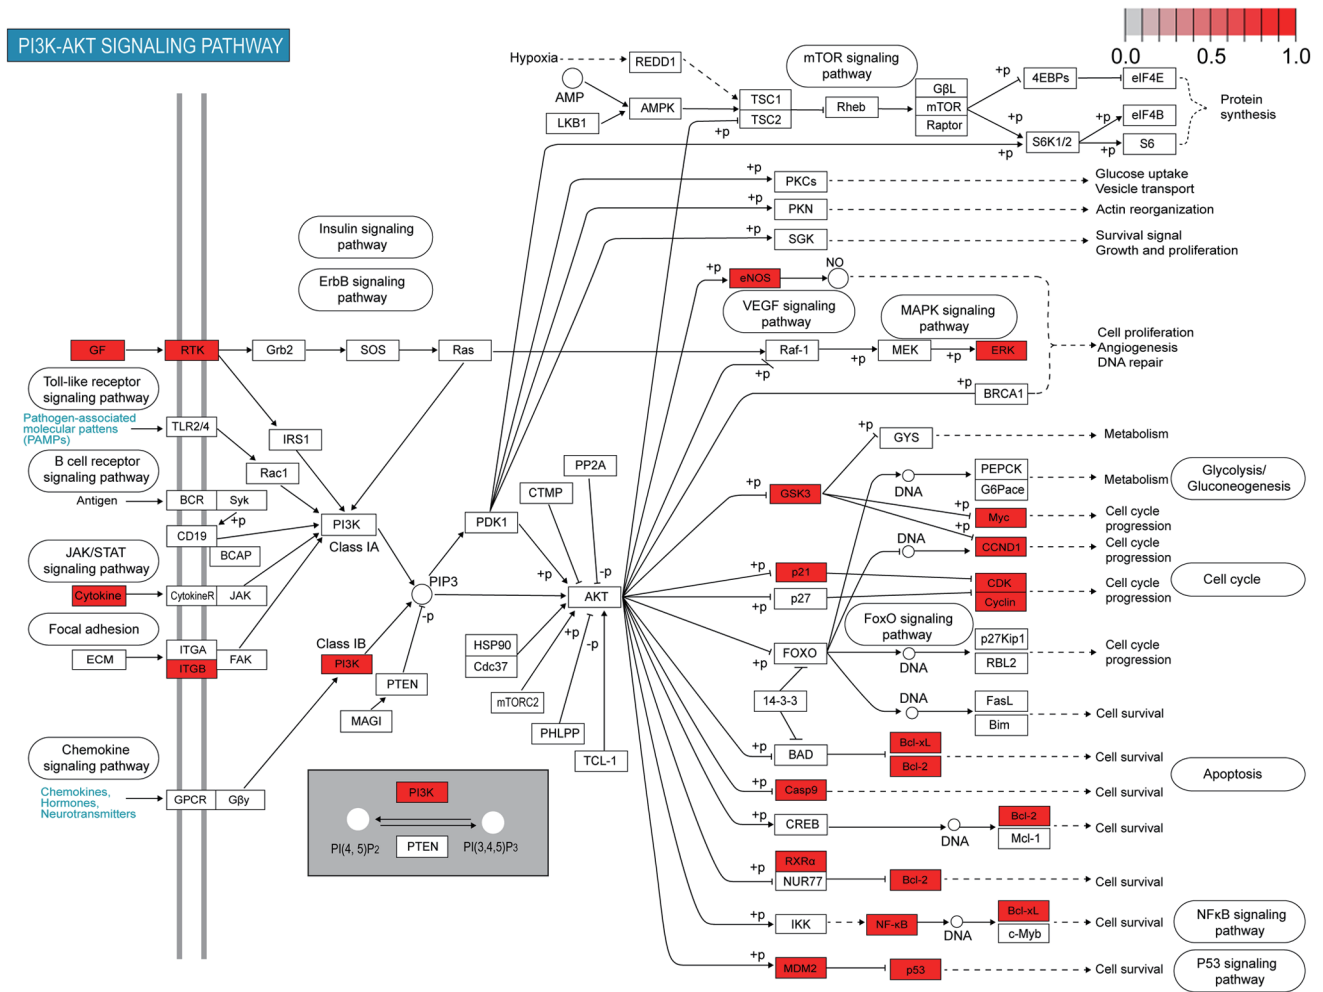 PI3K-AKT SIGNALING PATHWAY
0.0
0.5
1.0
Hypoxia
REDD1
mTOR signaling
pathway
AMP
LKB1
AMPK
TSC1
TSC2
+p
Rheb
GβL
mTOR
Raptor
+p
4EBPs
eIF4E
+p
+p
S6K1/2
+p
eIF4B
+p
S6
Protein
synthesis
+p
PKCs
Glucose uptake
Vesicle transport
+p
PKN
Actin reorganization
+p
SGK
Survival signal
Growth and proliferation
Insulin signaling
pathway
ErbB signaling
pathway
+p
eNOS
NO
VEGF signaling
pathway
MAPK signaling
pathway
GF
RTK
Grb2
SOS
Ras
Raf-1
+p
+p
MEK
+p
ERK
Cell proliferation
Angiogenesis
DNA repair
+p
BRCA1
Toll-like receptor
signaling pathway
Pathogen-associated
molecular pattens
(PAMPs)
TLR2/4
IRS1
Rac1
B cell receptor
signaling pathway
Antigen
BCR
Syk
+p
CD19
BCAP
PI3K
Class IA
JAK/STAT
signaling pathway
Cytokine
CytokineR
JAK
Focal adhesion
ECM
ITGA
ITGB
FAK
Chemokine
signaling pathway
Chemokines,
Hormones,
Neurotransmitters
GPCR
Gβγ
PIP3
-p
Class IB
PI3K
PTEN
MAGI
PDK1
CTMP
PP2A
+p
-p
AKT
HSP90
Cdc37
+p
-p
mTORC2
PHLPP
TCL-1
PI3K
PI(4, 5)P2
PTEN
PI(3,4,5)P3
+p
GYS
Metabolism
+p
GSK3
DNA
PEPCK
G6Pace
Metabolism
Glycolysis/
Gluconeogenesis
+p
Myc
Cell cycle
progression
+p
DNA
CCND1
Cell cycle
progression
+p
p21
+p
p27
CDK
Cyclin
Cell cycle
progression
Cell cycle
FoxO signaling
pathway
+p
FOXO
DNA
p27Kip1
RBL2
Cell cycle
progression
14-3-3
DNA
FasL
Bim
Cell survival
+p
BAD
Bcl-xL
Bcl-2
Cell survival
Apoptosis
+p
Casp9
Cell survival
+p
CREB
DNA
Bcl-2
Mcl-1
Cell survival
+p
RXRα
NUR77
Bcl-2
Cell survival
+p
IKK
NF-κB
DNA
Bcl-xL
c-Myb
Cell survival
NFκB signaling
pathway
+p
MDM2
p53
Cell survival
P53 signaling
pathway